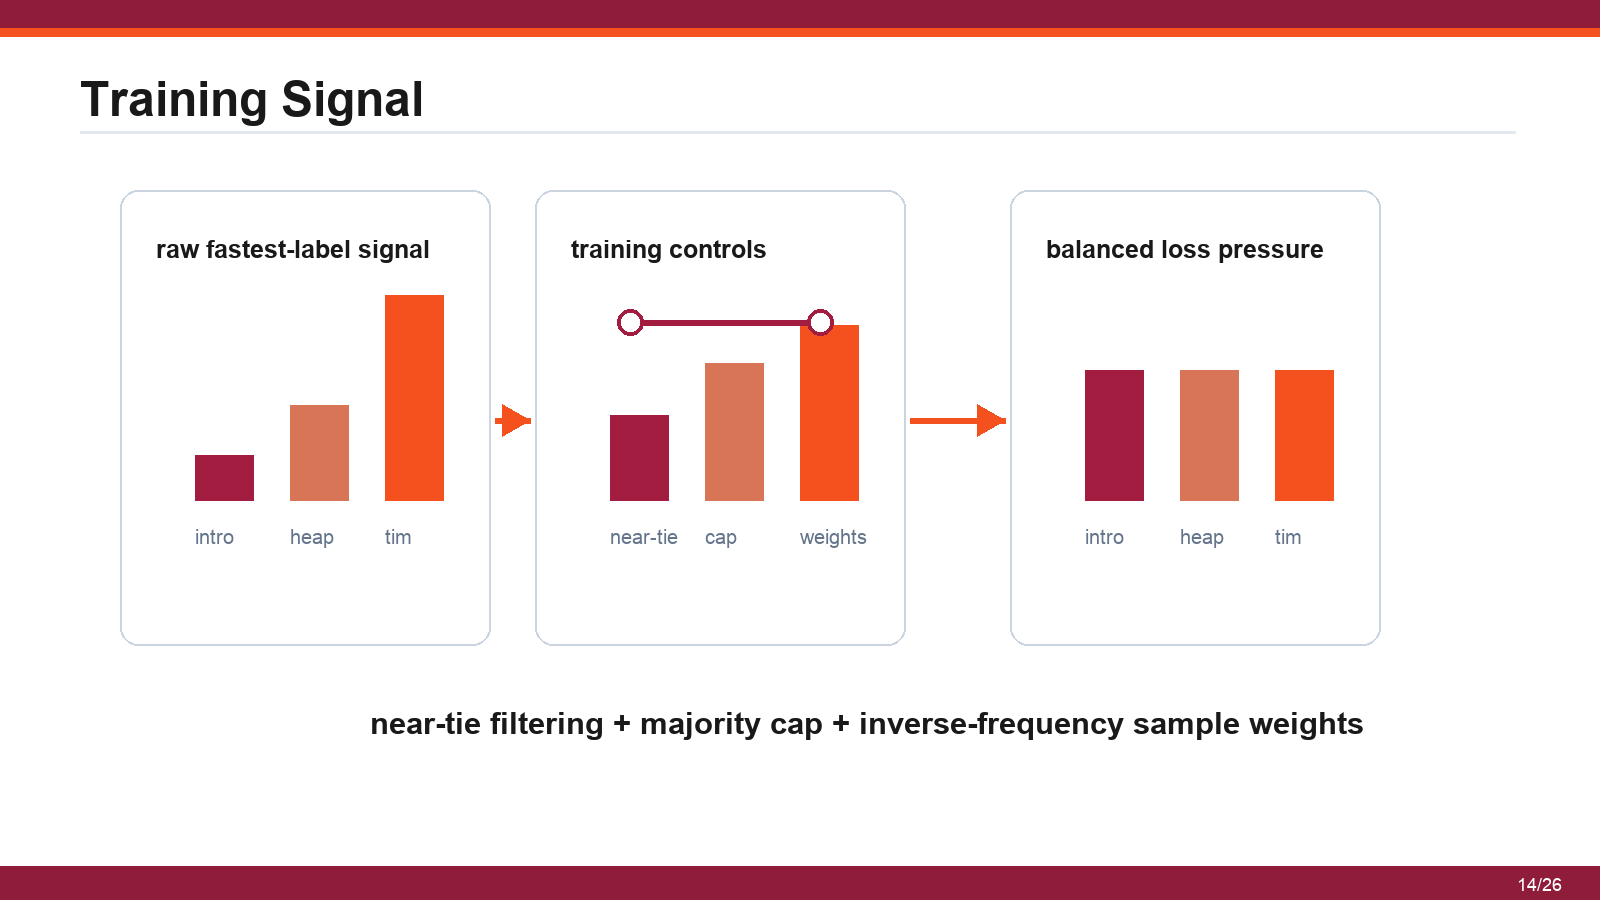 Training Signal
raw fastest-label signal
intro heap tim
training controls
near-tie cap weights
balanced loss pressure
intro heap tim
near-tie filtering + majority cap + inverse-frequency sample weights
14/26